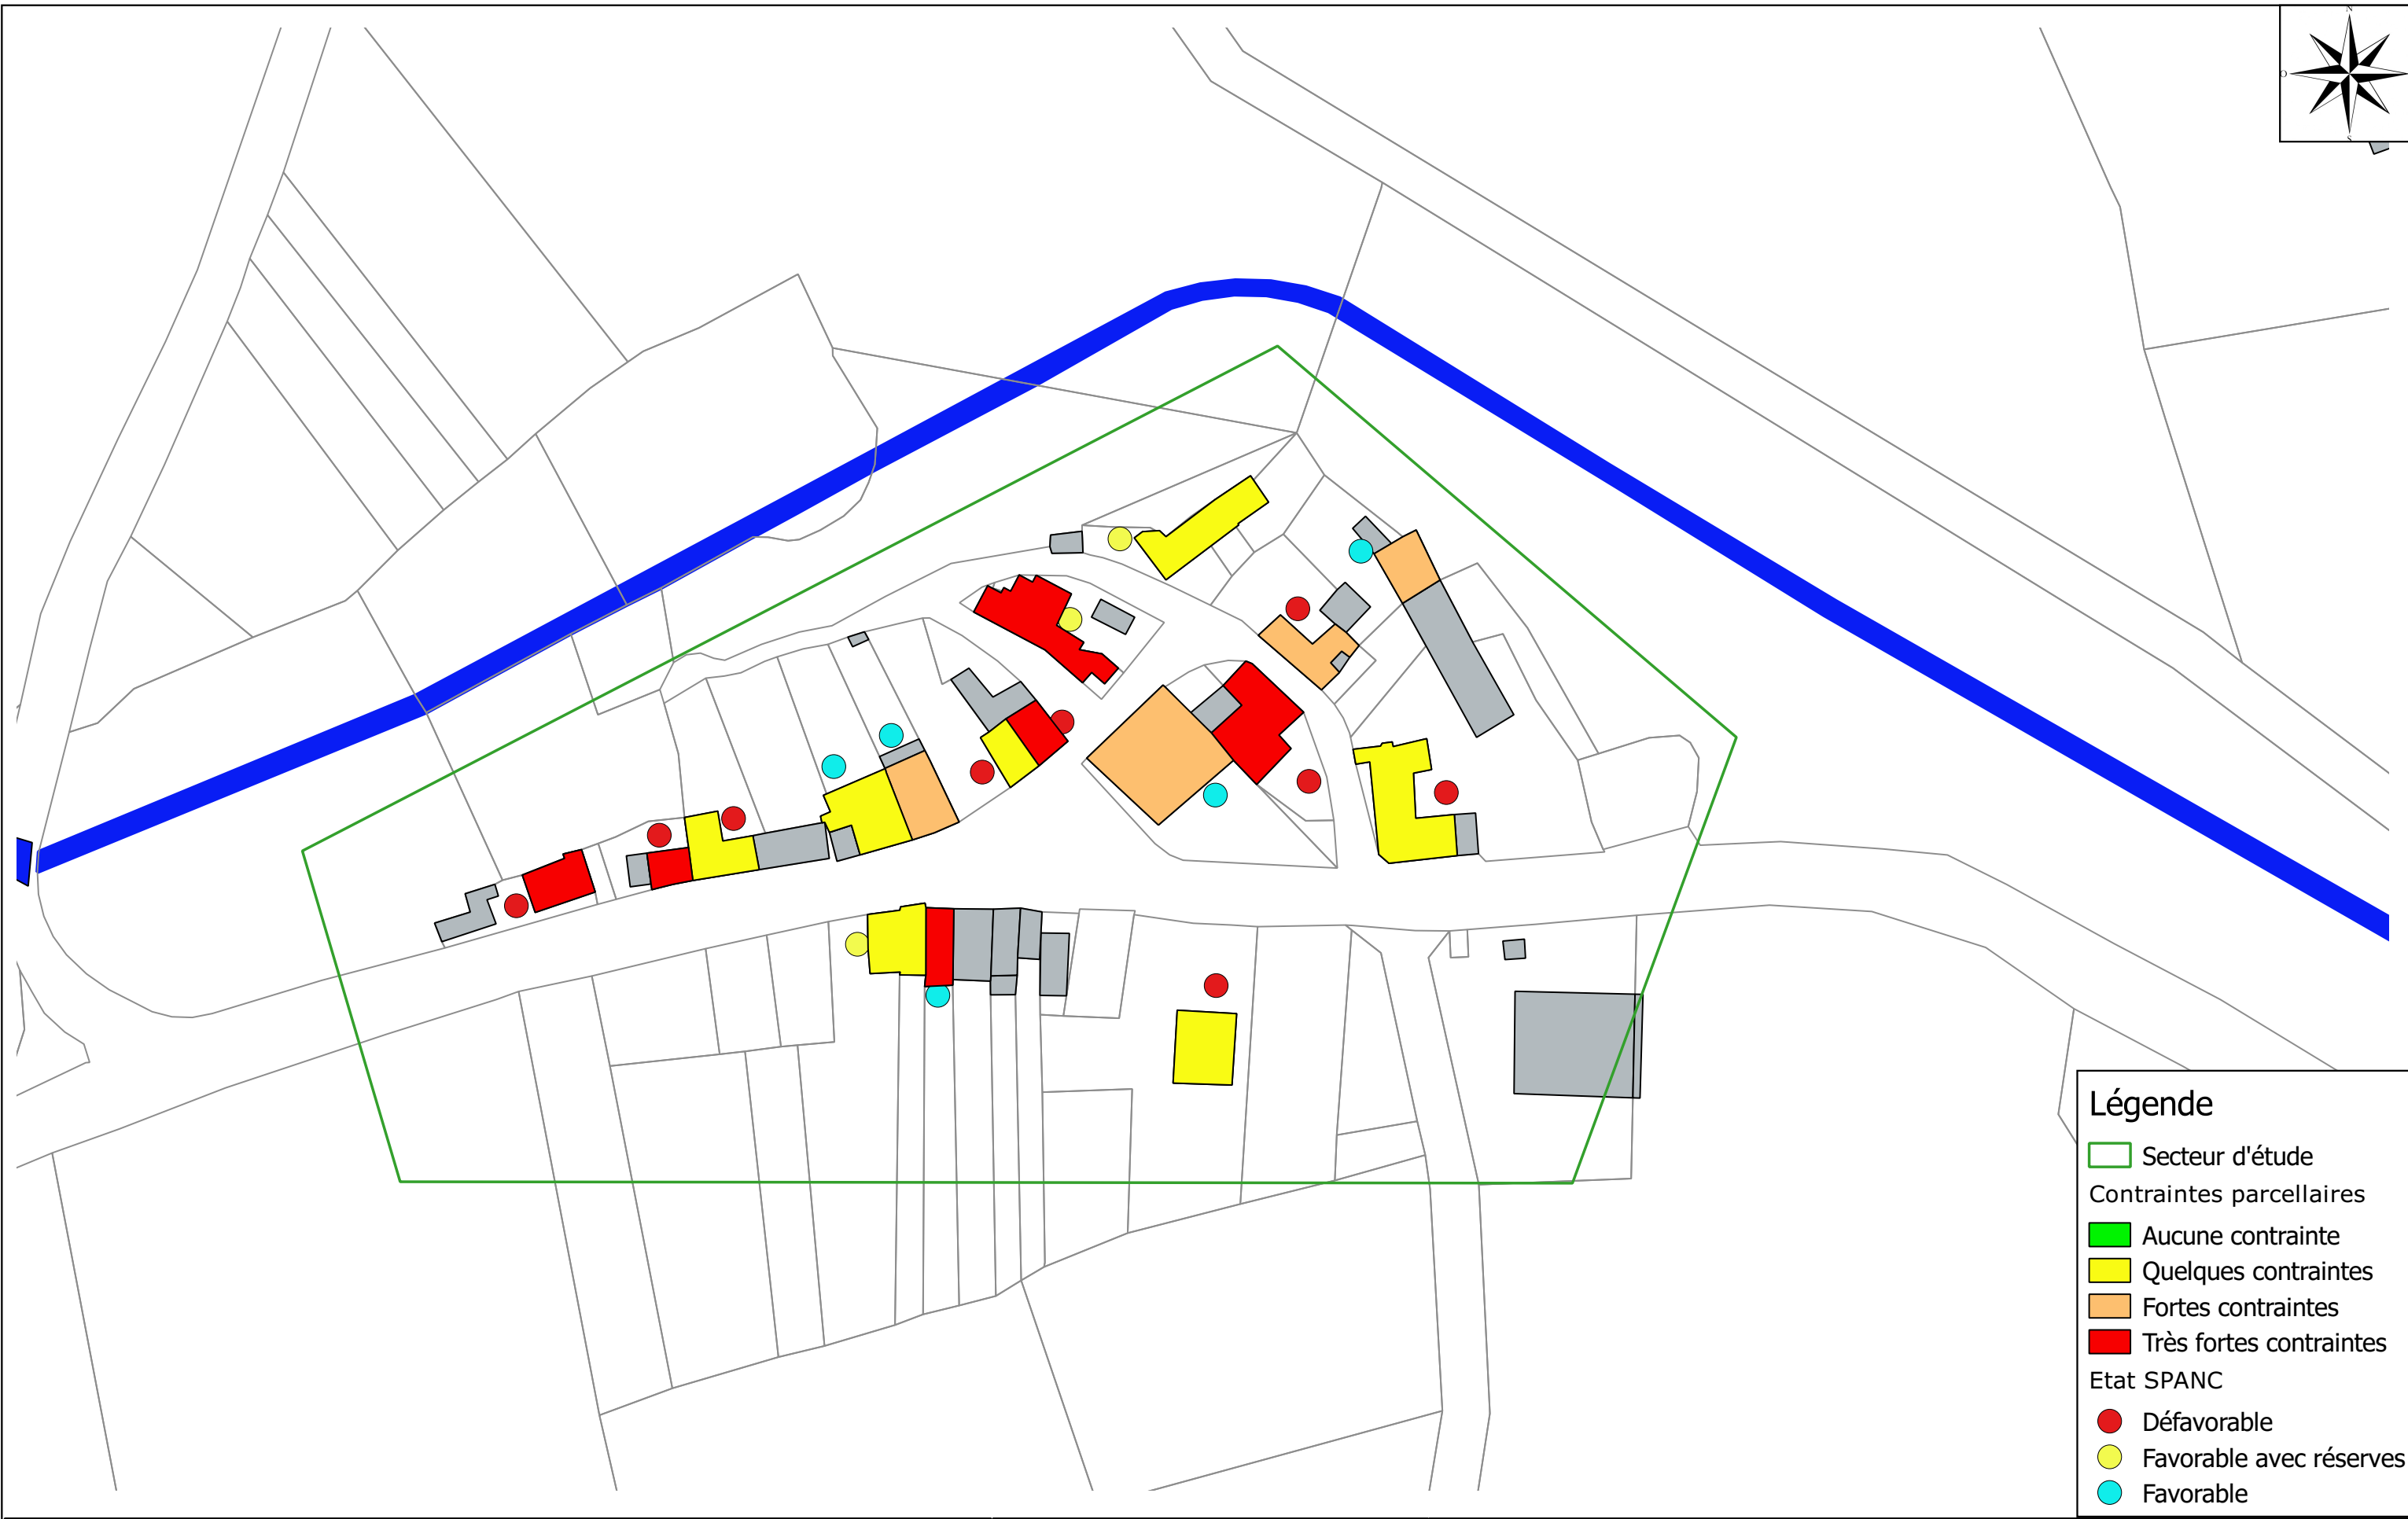 N
O
S
Légende
Secteur d'étude
Contraintes parcellaires
Aucune contrainte
Quelques contraintes
Fortes contraintes
Très fortes contraintes
Etat SPANC
Défavorable
Favorable avec réserves
Favorable